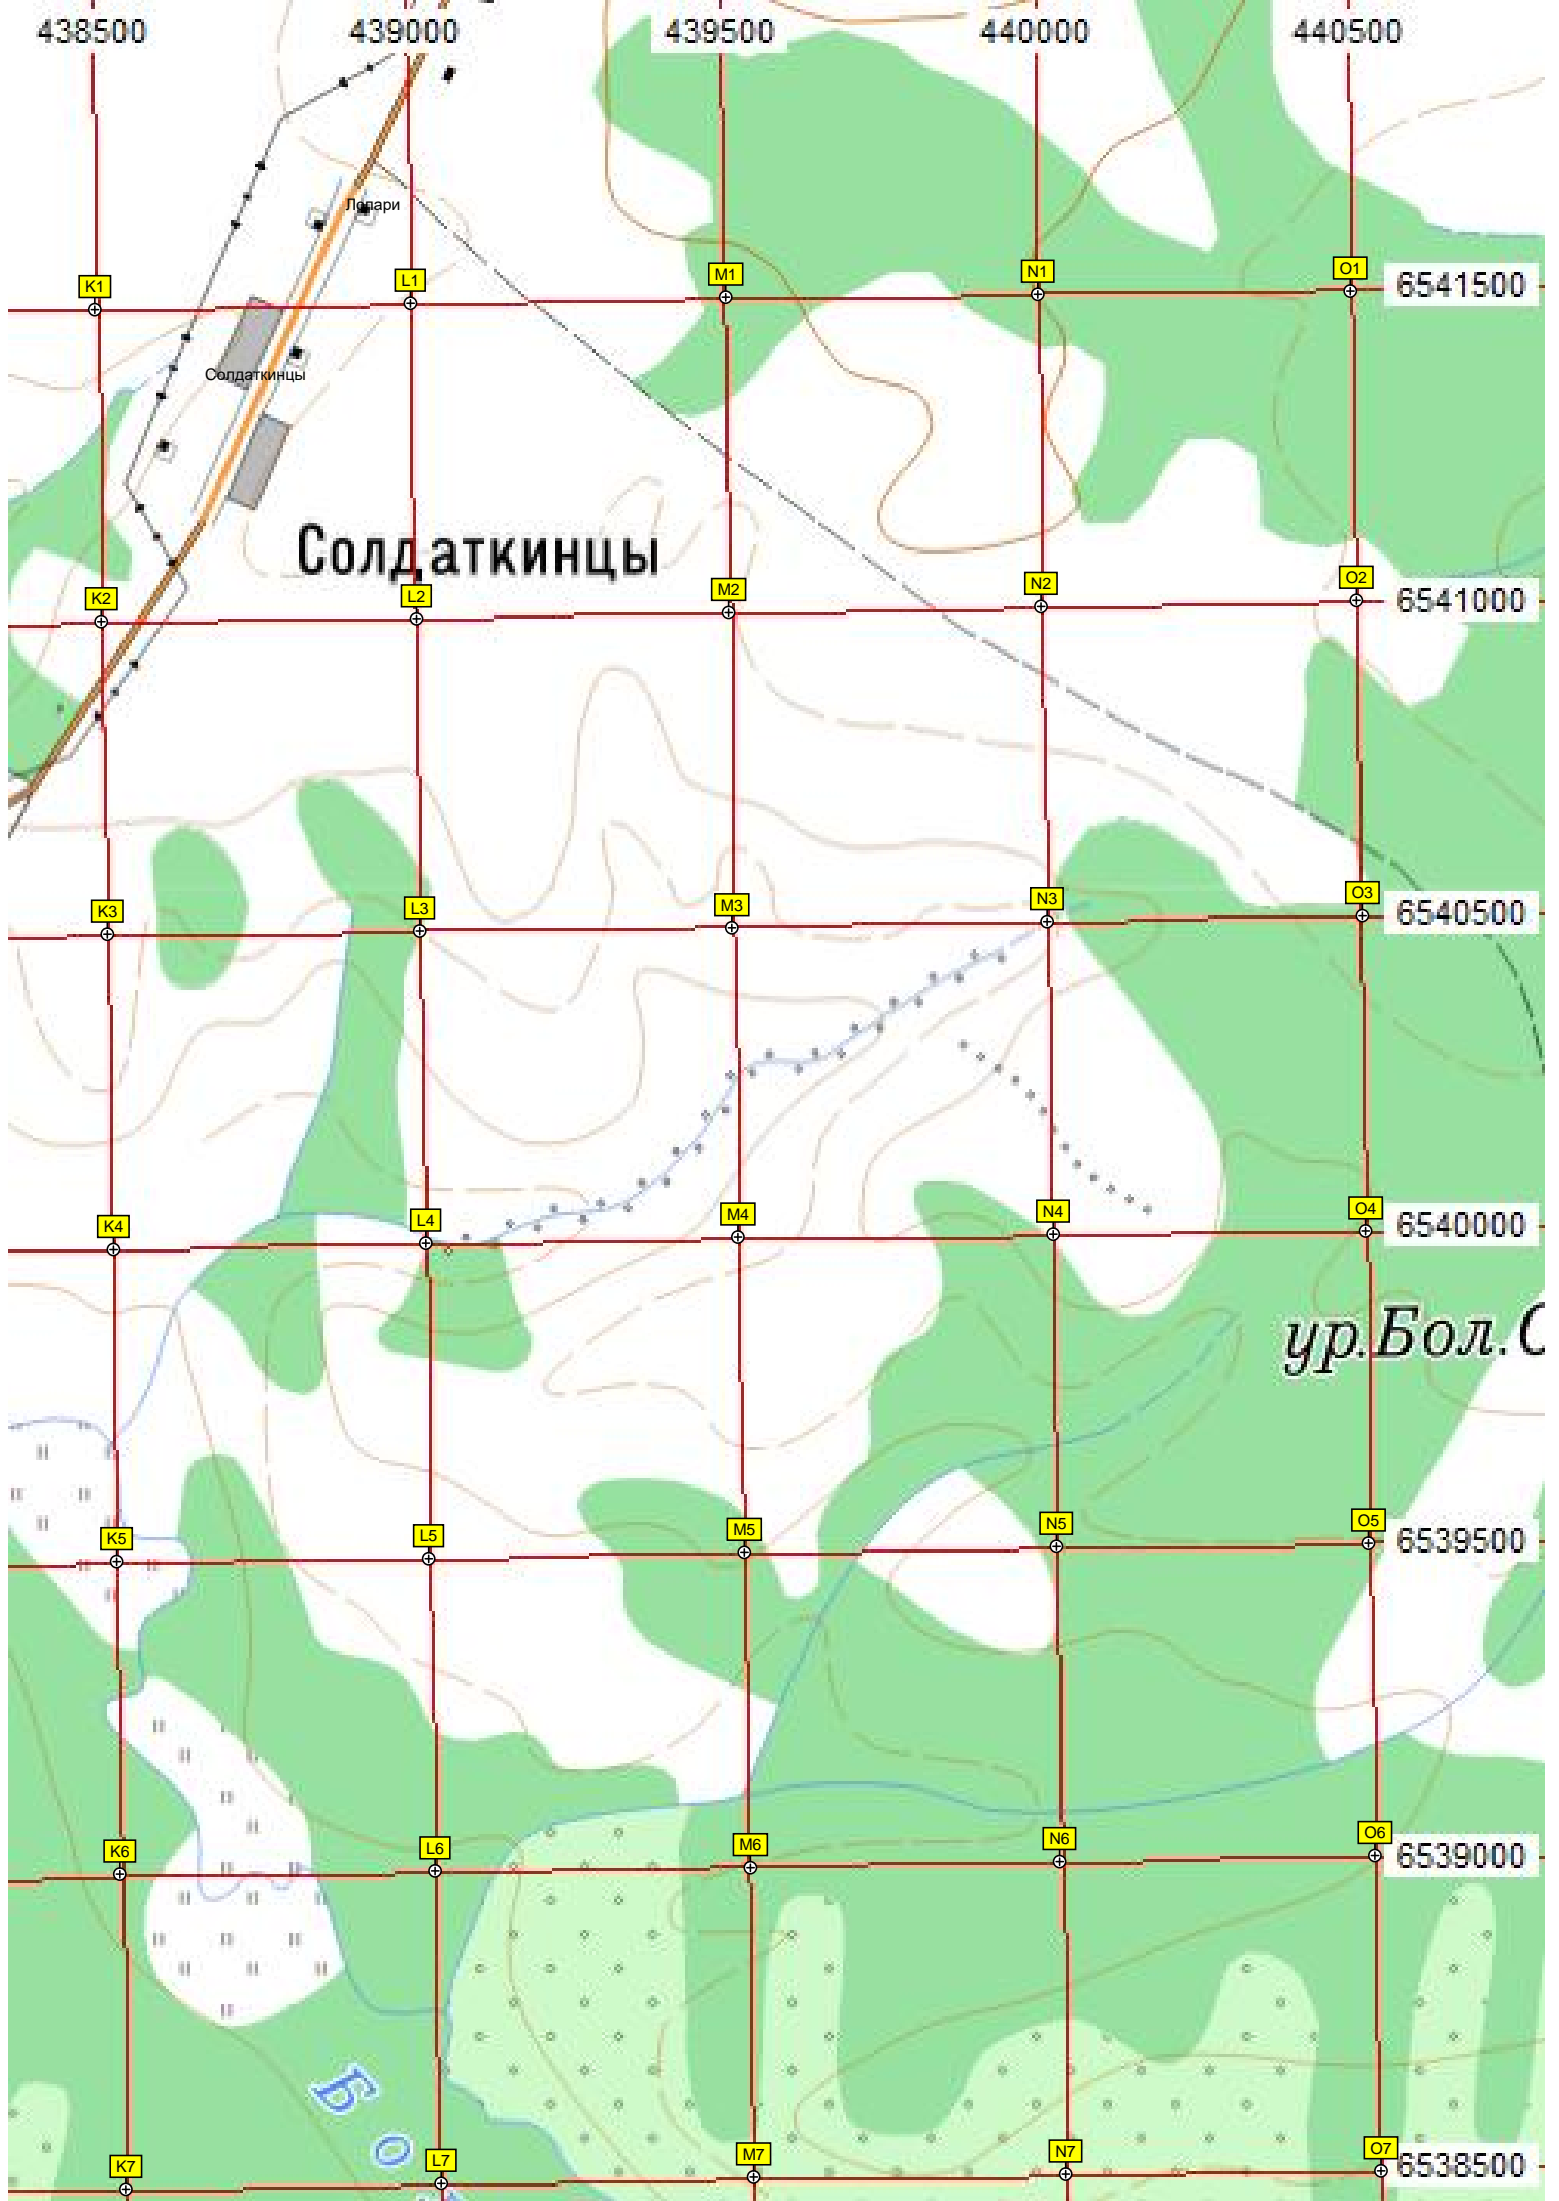 438500 439000 439500 440000 440500
Лопари
K1 L1 M1 N1 O1 6541500
Солдаткинцы
Солдаткинцы
K2 L2 M2 N2 O2 6541000
K3 L3 M3 N3 O3 6540500
K4 L4 M4 N4 O4 6540000
ур.Бол.С
K5 L5 M5 N5 O5 6539500
K6 L6 M6 N6 O6 6539000
Б о
K7 L7 M7 N7 O7 6538500